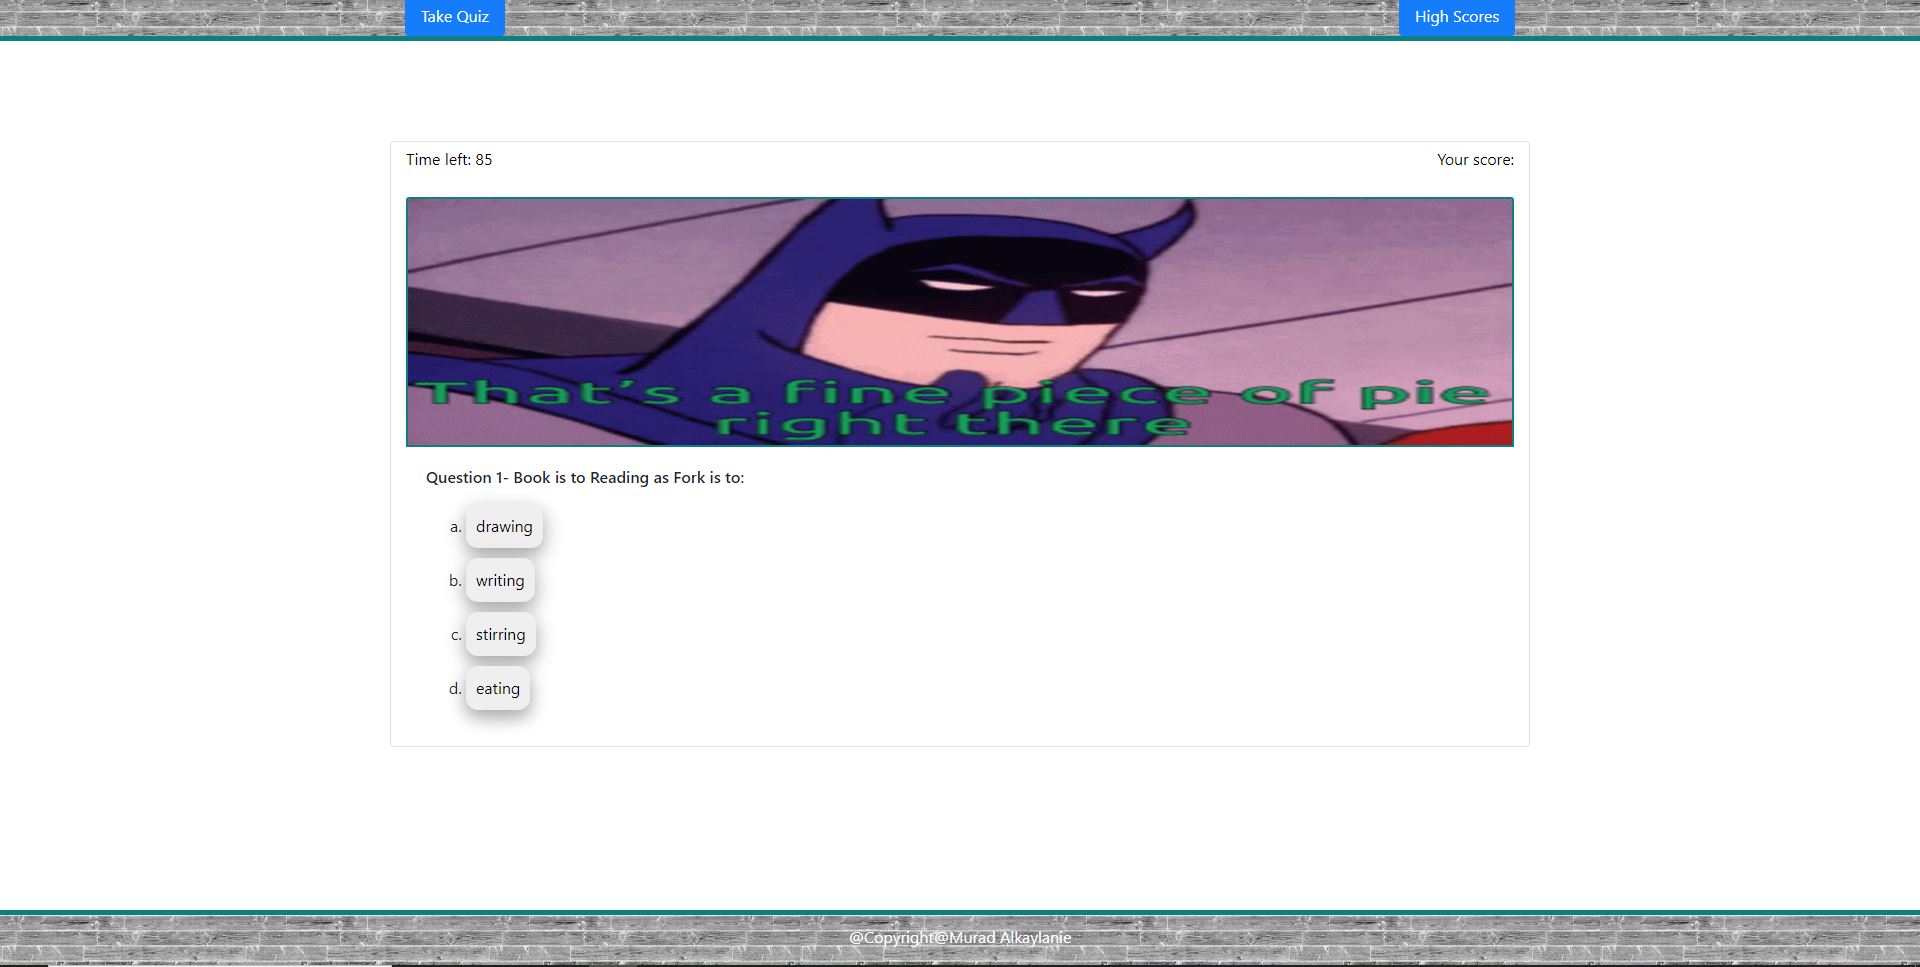 Take Quiz
High Scores
Time left: 85
Your score:
That's a fine piece of pie
right there
Question 1- Book is to Reading as Fork is to:
a. drawing
b. writing
c. stirring
d. eating
@Copyright@Murad Alkaylanie